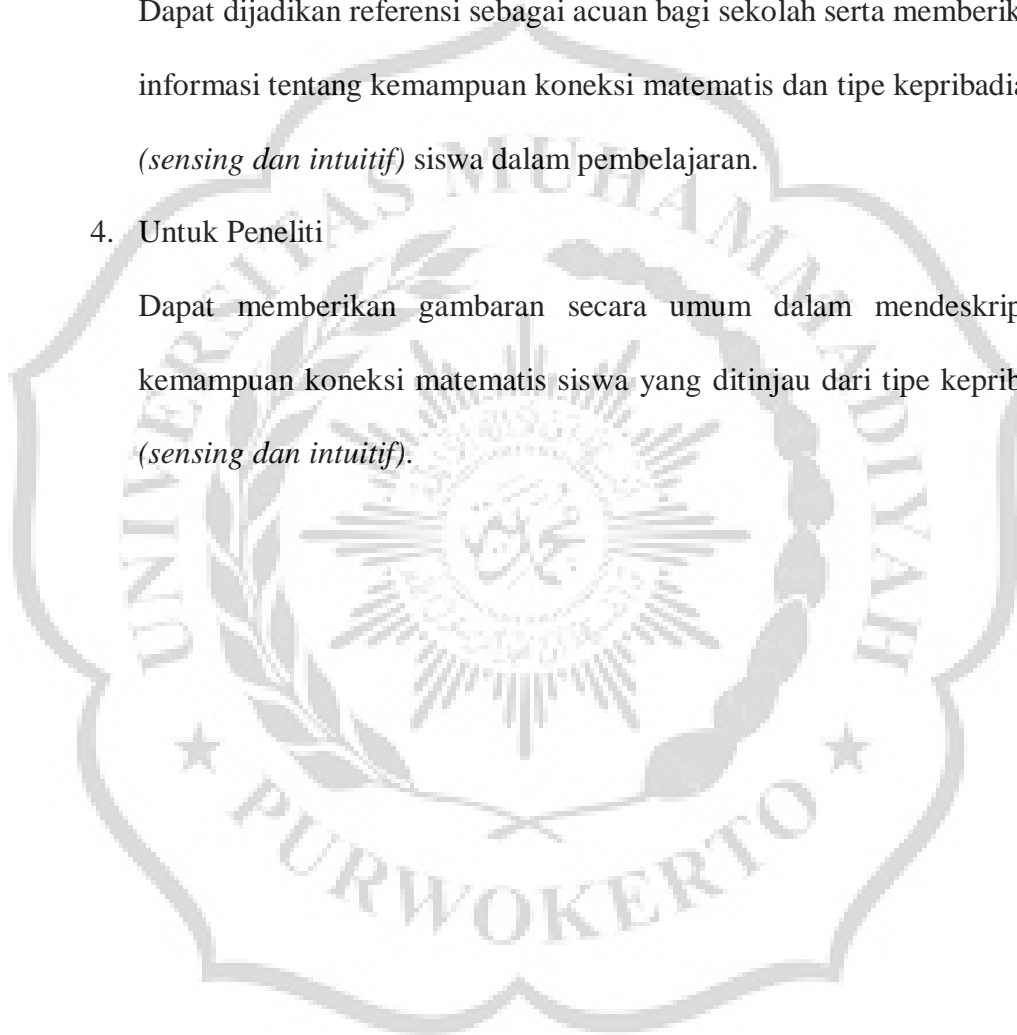 Dapat dijadikan referensi sebagai acuan bagi sekolah serta memberik
informasi tentang kemampuan koneksi matematis dan tipe kepribadia
(sensing dan intuitif) siswa dalam pembelajaran.
4. Untuk Peneliti
Dapat memberikan gambaran secara umum dalam mendeskrip
kemampuan koneksi matematis siswa yang ditinjau dari tipe keprib
(sensing dan intuitif).
UNIVERSITAS MUHAMMADIYAH
★ PURWOKERTO ★